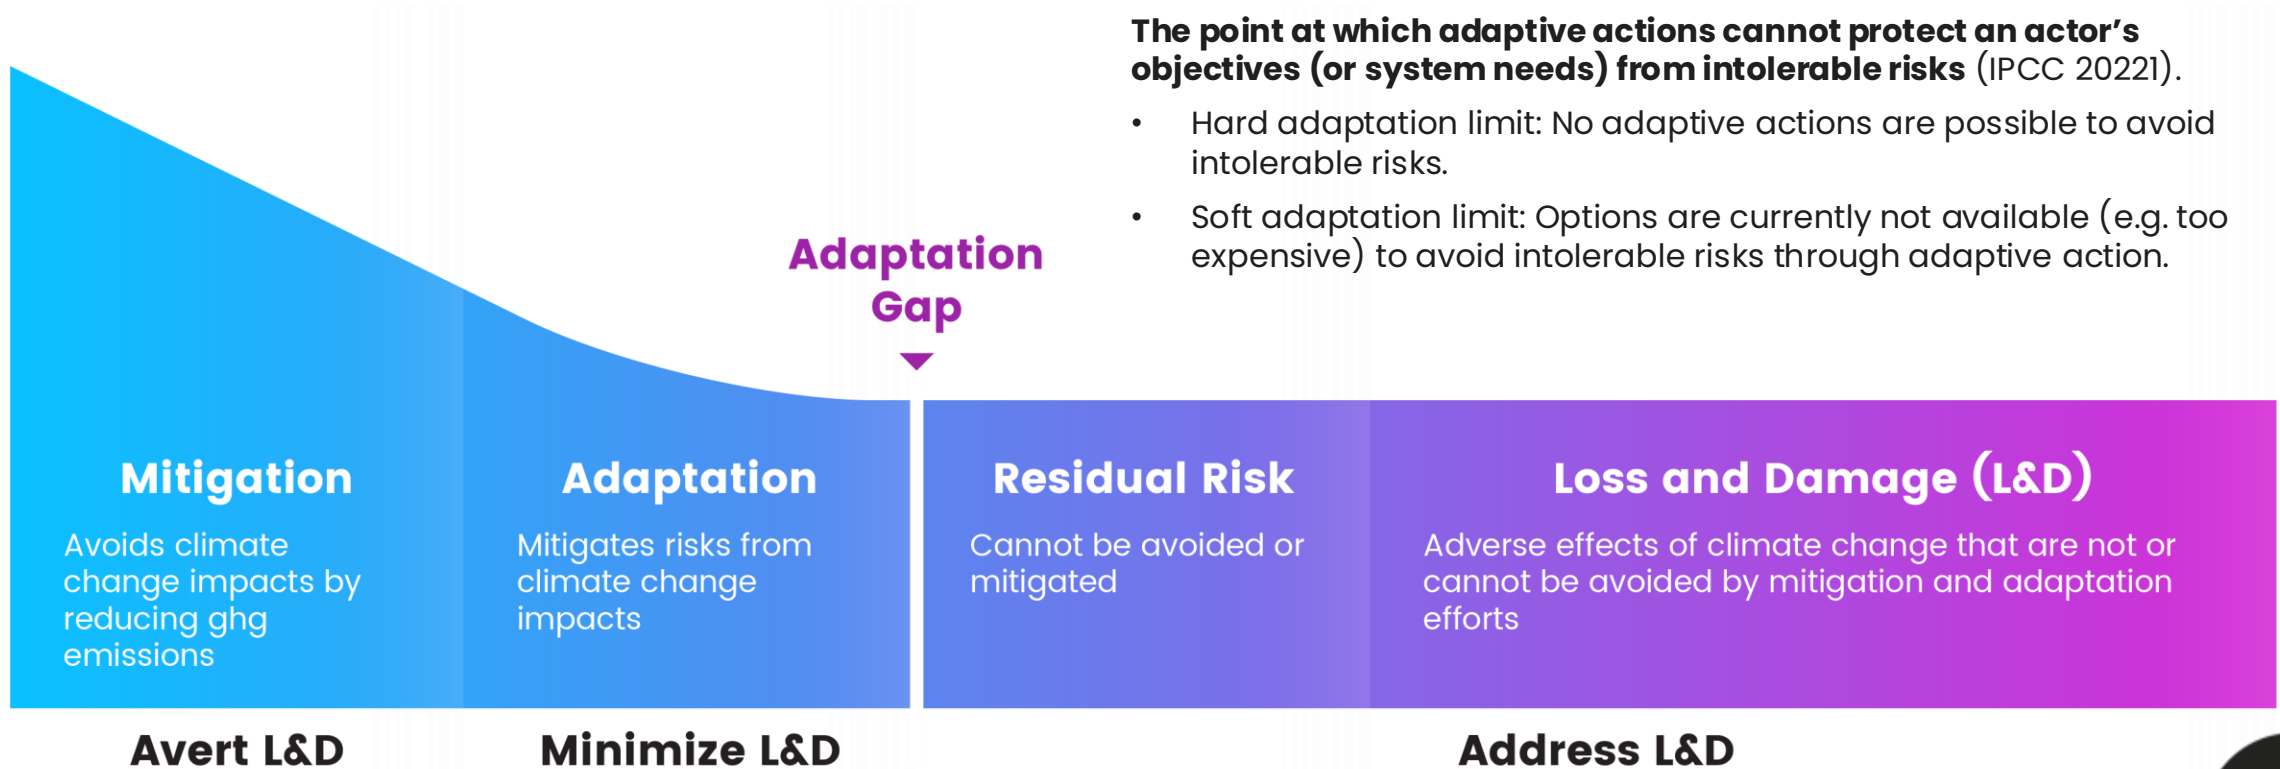 The point at which adaptive actions cannot protect an actor’s
objectives (or system needs) from intolerable risks (IPCC 20221).
• Hard adaptation limit: No adaptive actions are possible to avoid
intolerable risks.
• Soft adaptation limit: Options are currently not available (e.g. too
expensive) to avoid intolerable risks through adaptive action.
Adaptation
Gap
Mitigation
Avoids climate
change impacts by
reducing ghg
emissions
Adaptation
Mitigates risks from
climate change
impacts
Residual Risk
Cannot be avoided or
mitigated
Loss and Damage (L&D)
Adverse effects of climate change that are not or
cannot be avoided by mitigation and adaptation
efforts
Avert L&D
Minimize L&D
Address L&D